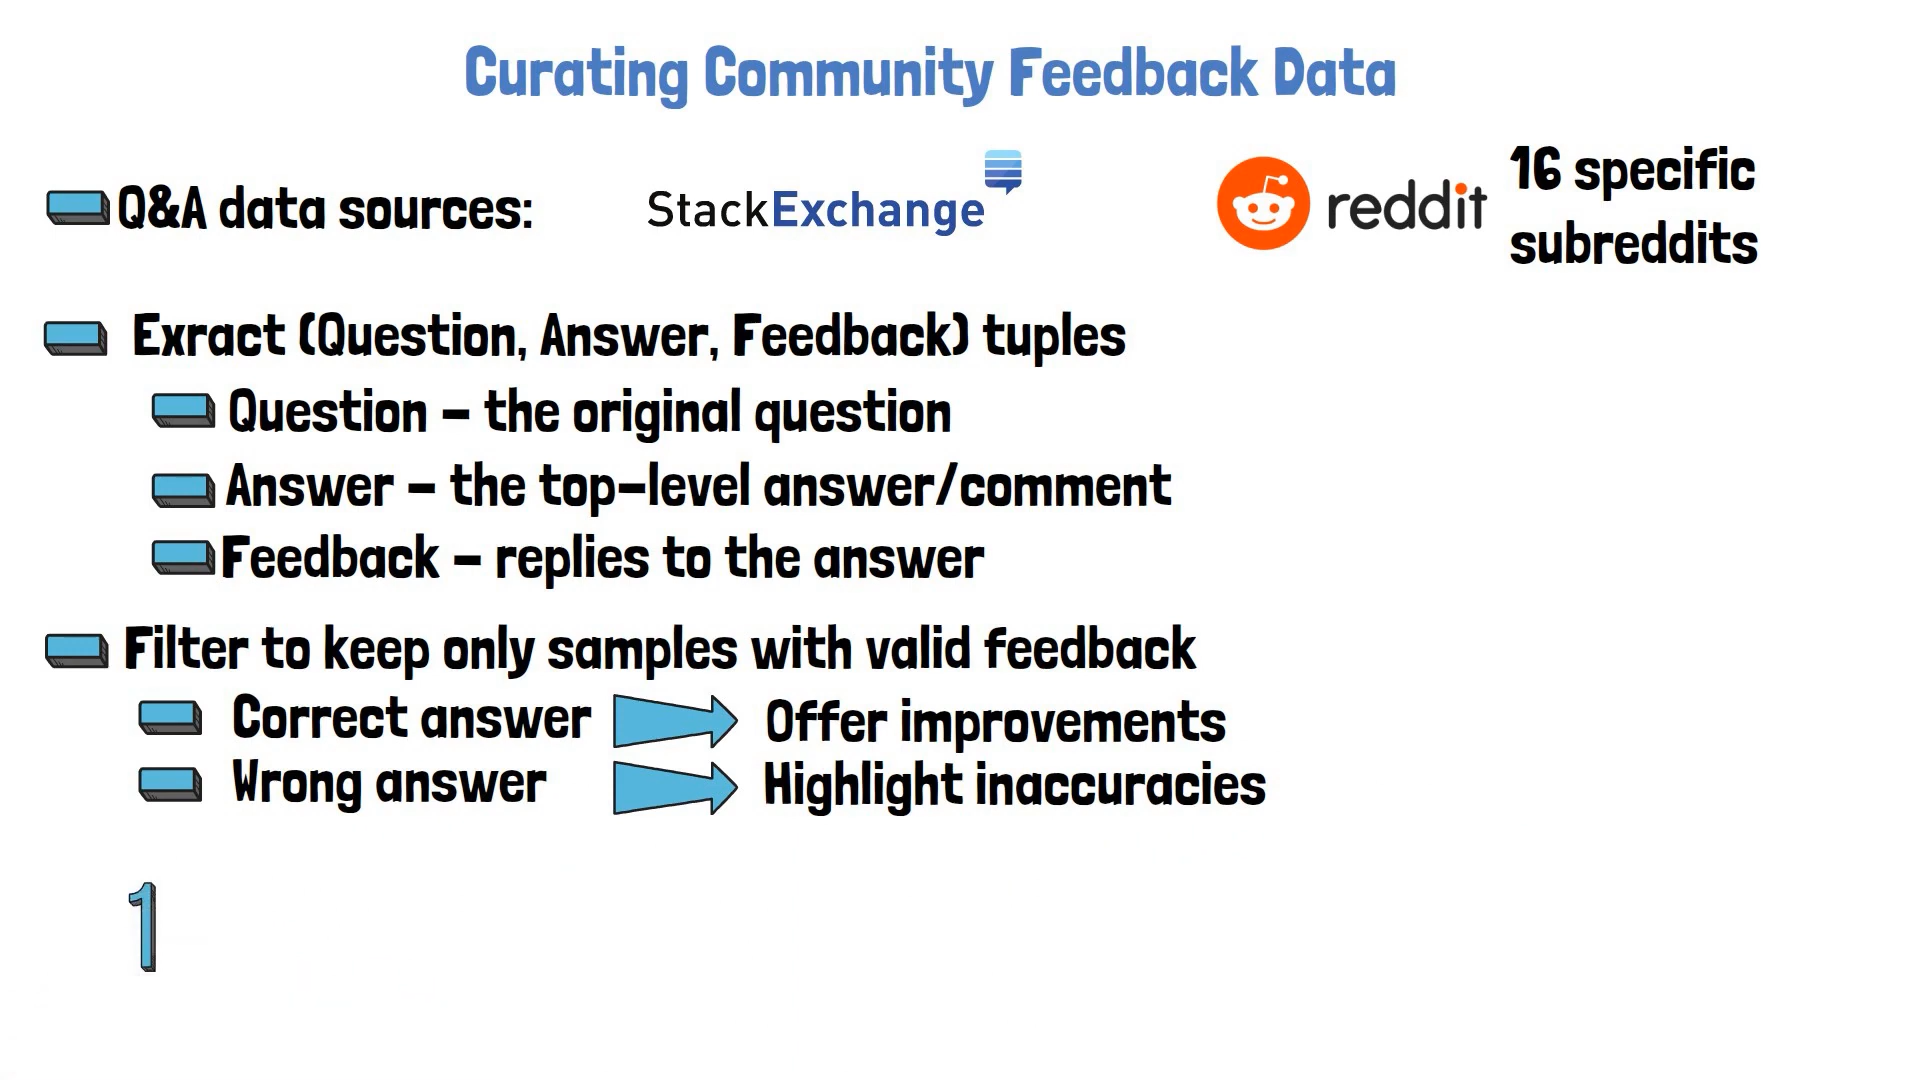 Curating Community Feedback Data
Q&A data sources:
StackExchange
reddit
16 specific
subreddits
Exract (Question, Answer, Feedback) tuples
Question - the original question
Answer - the top-level answer/comment
Feedback - replies to the answer
Filter to keep only samples with valid feedback
Correct answer
Offer improvements
Wrong answer
Highlight inaccuracies
1